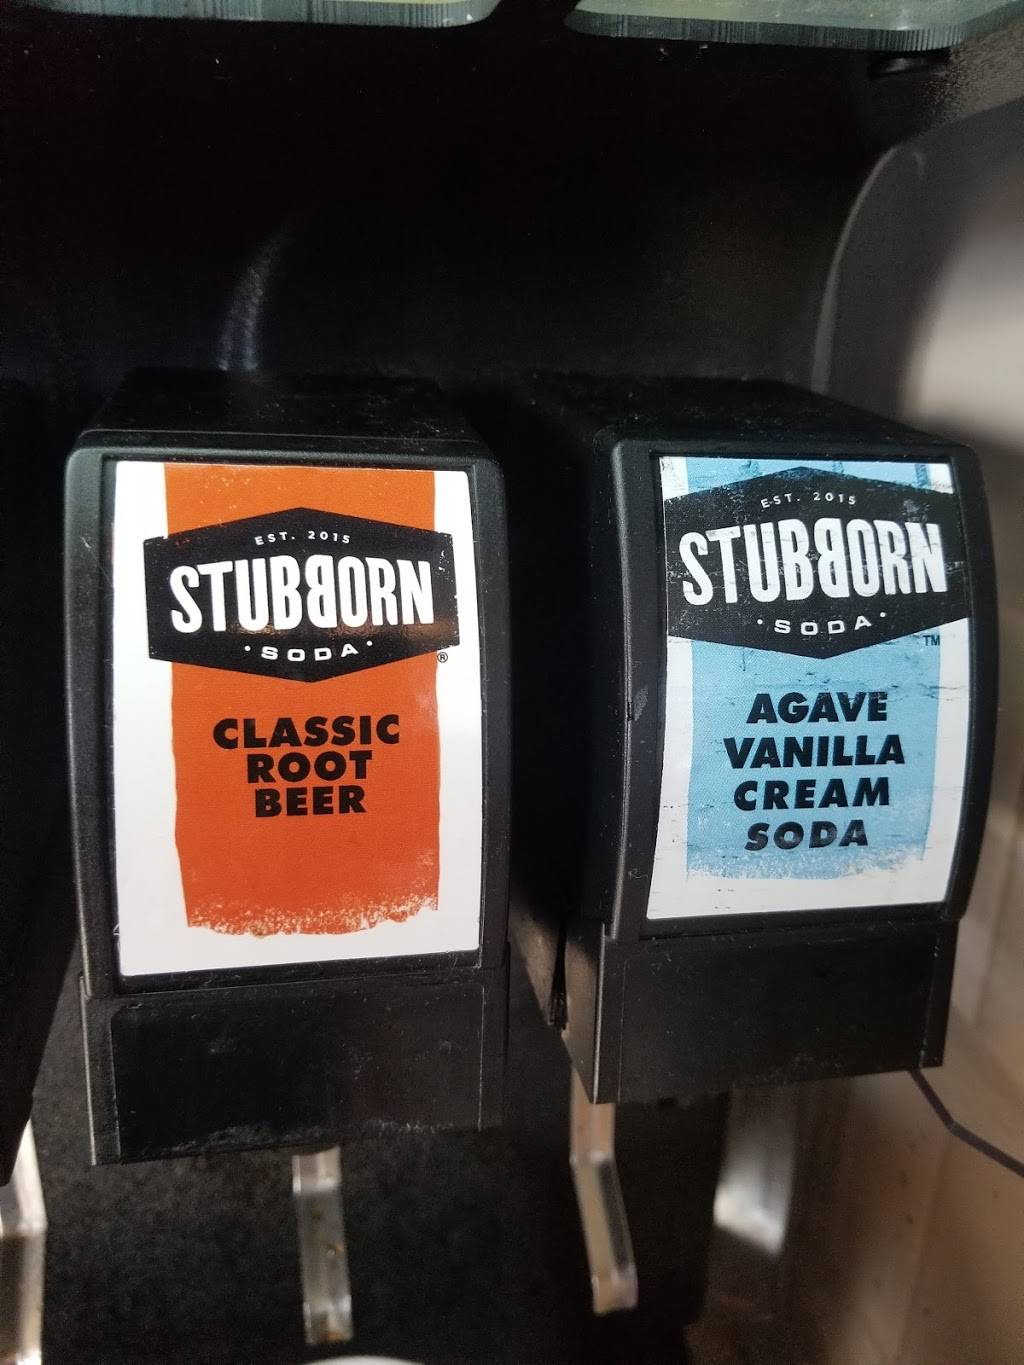 EST. 2015
STUBBORN
• SODA •
®
CLASSIC
ROOT
BEER
EST. 2015
STUBBORN
• SODA •
TM
AGAVE
VANILLA
CREAM
SODA